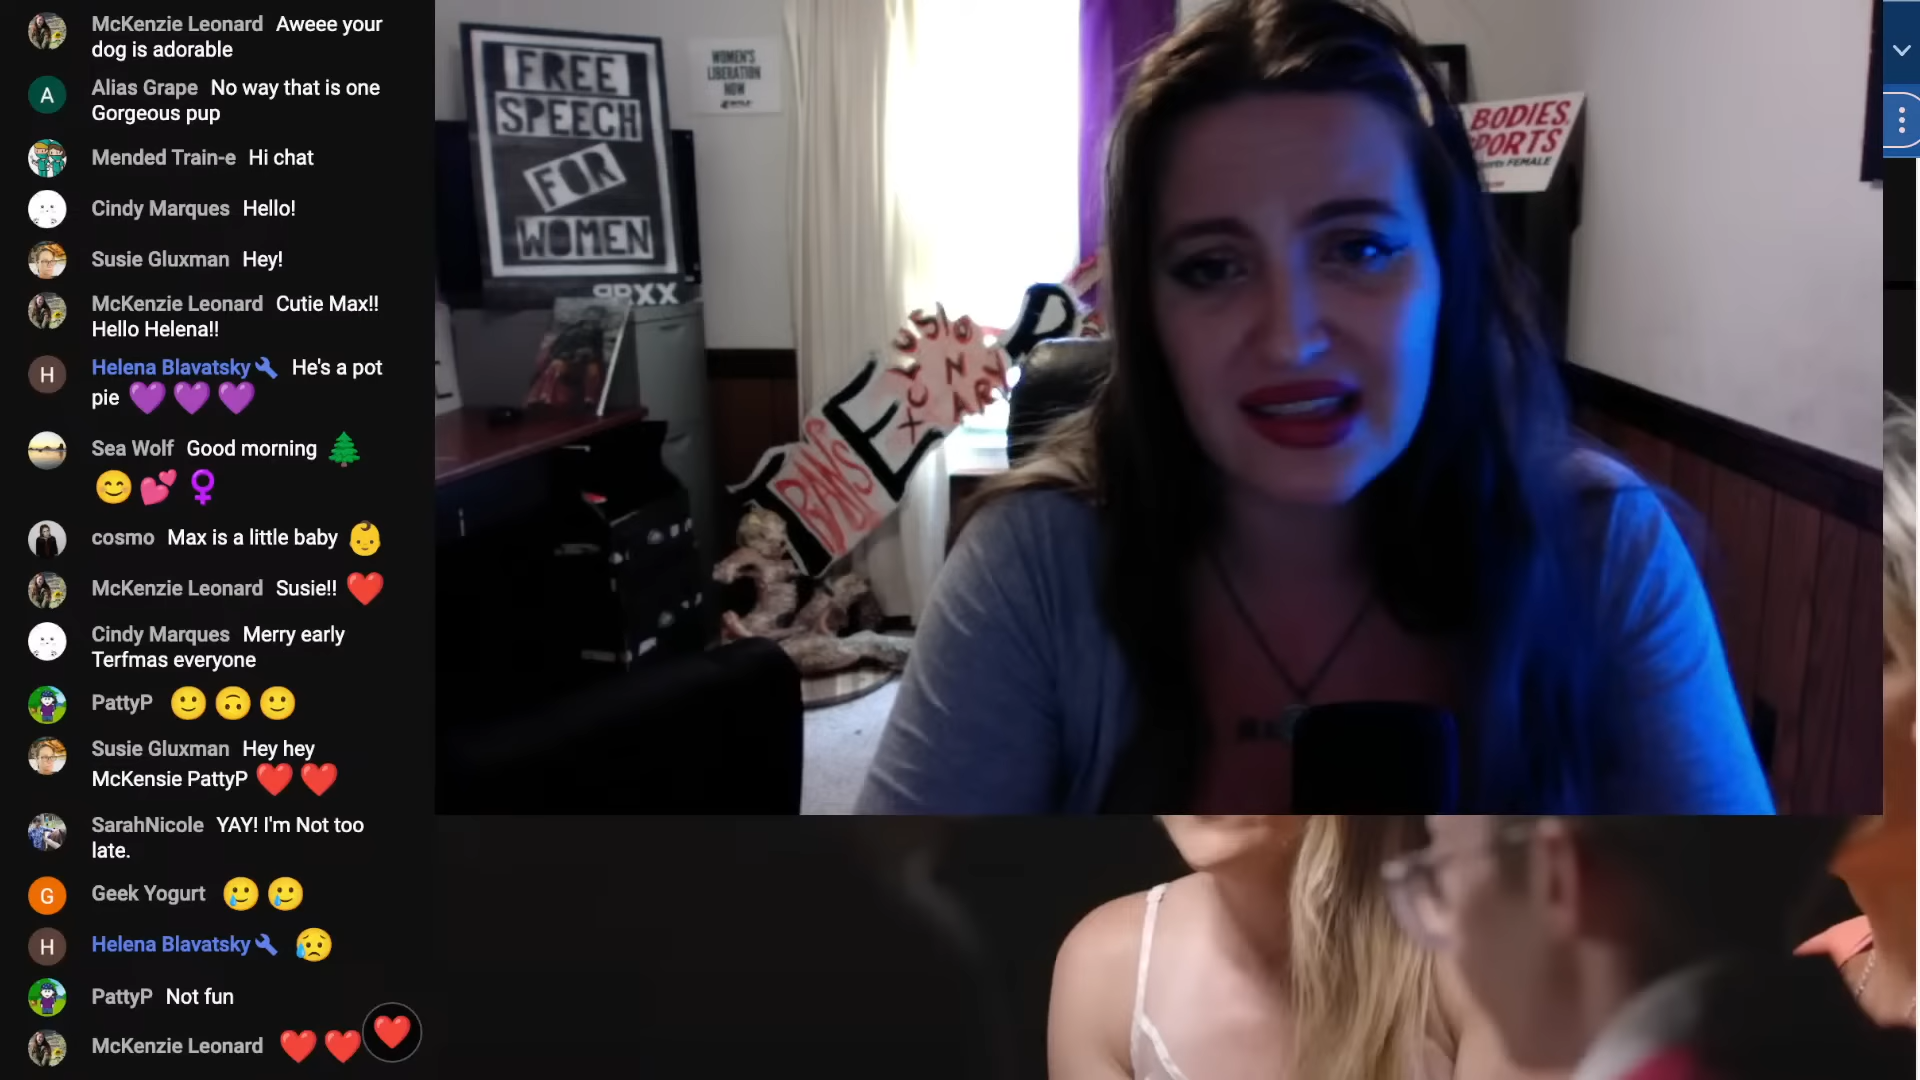 McKenzie Leonard Aweee your
dog is adorable
A
Alias Grape No way that is one
Gorgeous pup
Mended Train-e Hi chat
Cindy Marques Hello!
Susie Gluxman Hey!
McKenzie Leonard Cutie Max!!
Hello Helena!!
H
Helena Blavatsky He's a pot
pie 💜 💜 💜
Sea Wolf Good morning 🌲
😊 💕 ♀
cosmo Max is a little baby 👶
McKenzie Leonard Susie!! ❤️
Cindy Marques Merry early
Terfmas everyone
PattyP 🙂 🙃 🙂
Susie Gluxman Hey hey
McKensie PattyP ❤️ ❤️
SarahNicole YAY! I'm Not too
late.
G
Geek Yogurt 🥲 🥲
H
Helena Blavatsky 😥
PattyP Not fun
McKenzie Leonard ❤️ ❤️ ❤️
FREE
SPEECH
FOR
WOMEN
WOMEN'S
LIBERATION
NOW
BODIES,
SPORTS
FEMALE
TRANS
EXCLUSIONARY
R